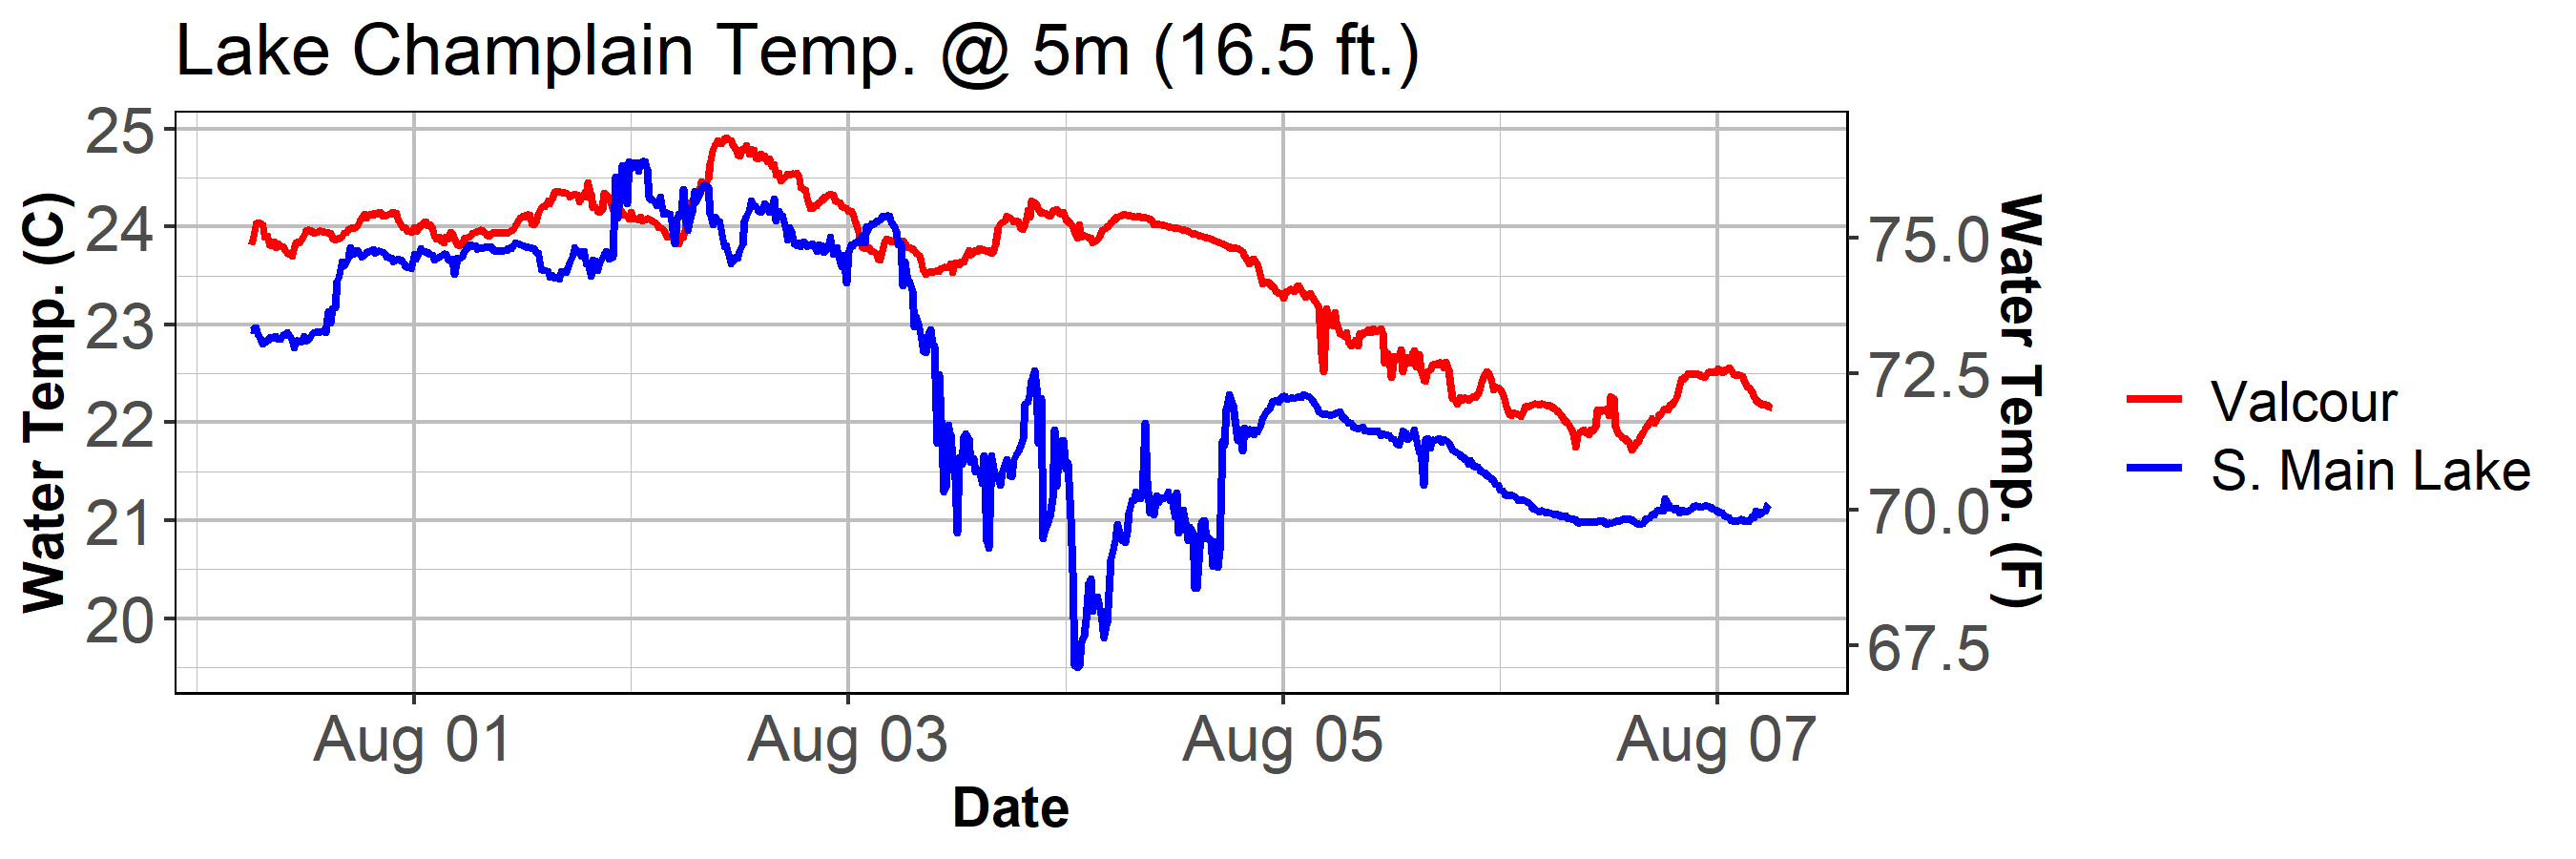 Lake Champlain Temp. @ 5m (16.5 ft.)
Water Temp. (C)
25
24
23
22
21
20
75.0
72.5
70.0
67.5
Water Temp. (F)
Aug 01
Aug 03
Aug 05
Aug 07
Date
Valcour
S. Main Lake